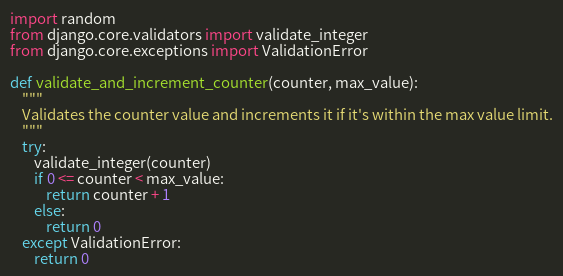 import random
from django.core.validators import validate_integer
from django.core.exceptions import ValidationError

def validate_and_increment_counter(counter, max_value):
    """
    Validates the counter value and increments it if it's within the max value limit.
    """
    try:
        validate_integer(counter)
        if 0 <= counter < max_value:
            return counter + 1
        else:
            return 0
    except ValidationError:
        return 0